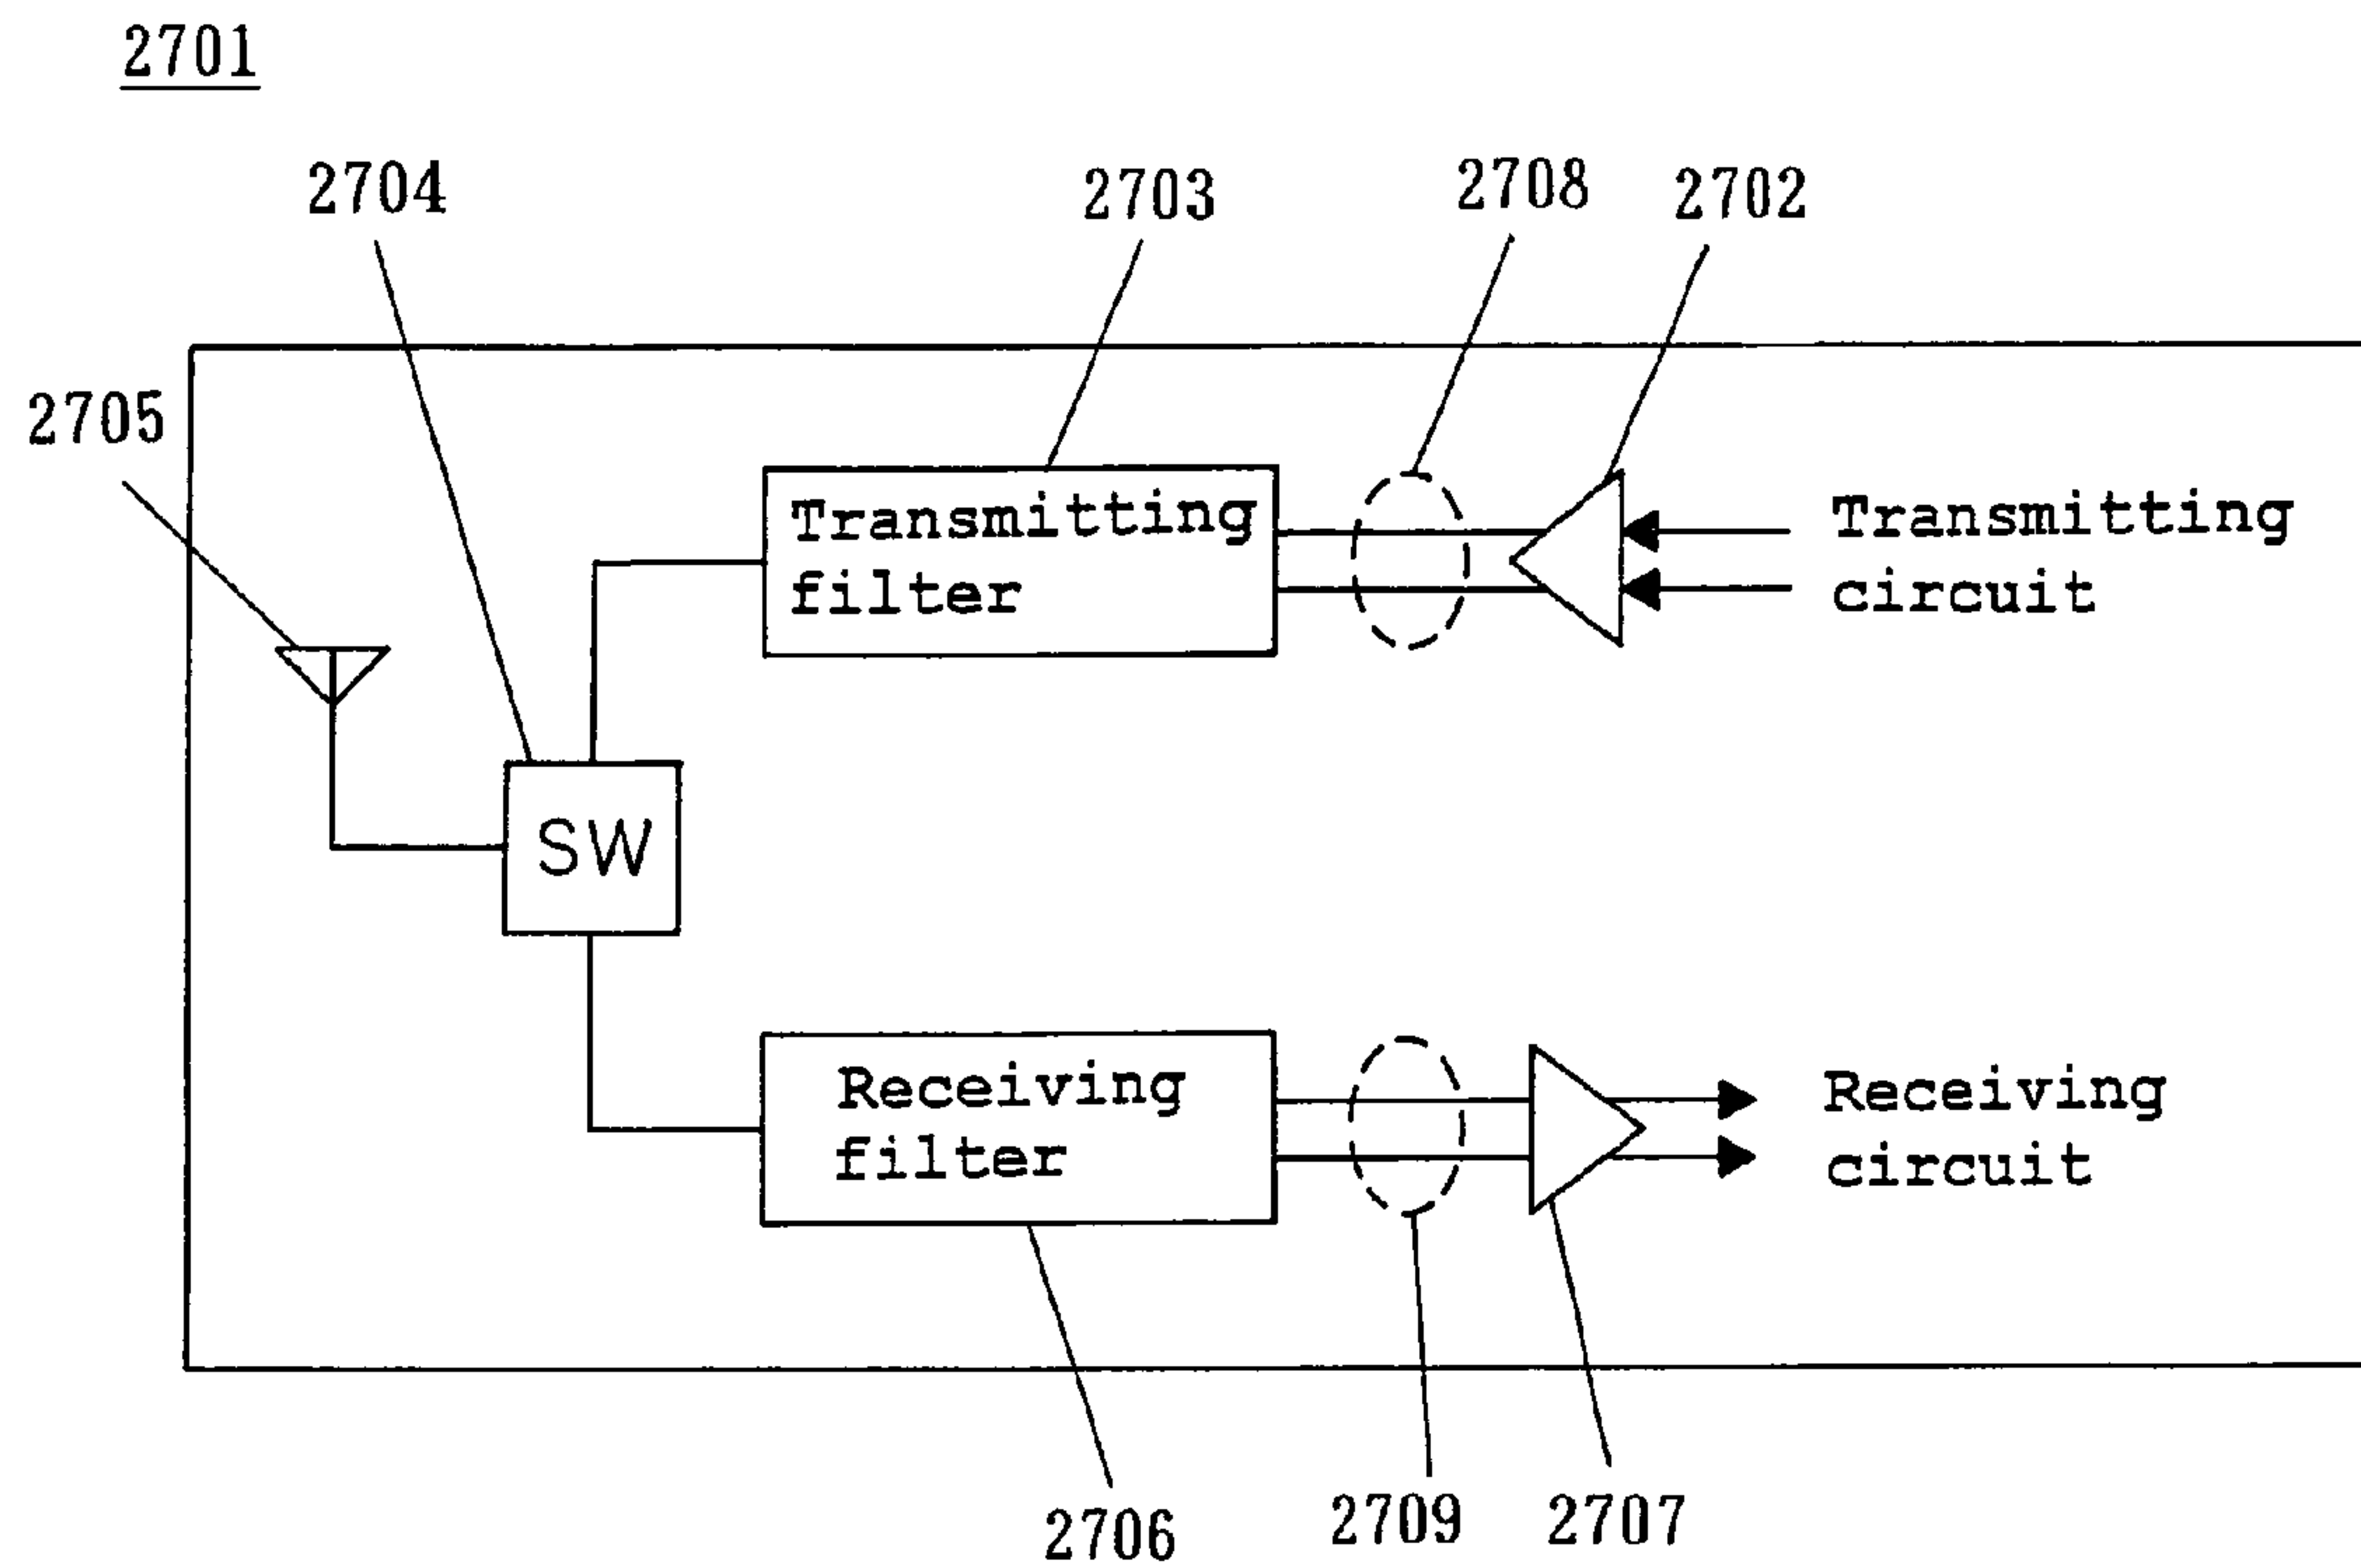 2701
2704
2703
2708
2702
2705
Transmitting
filter
Transmitting
circuit
SW
Receiving
filter
Receiving
circuit
2706
2709
2707